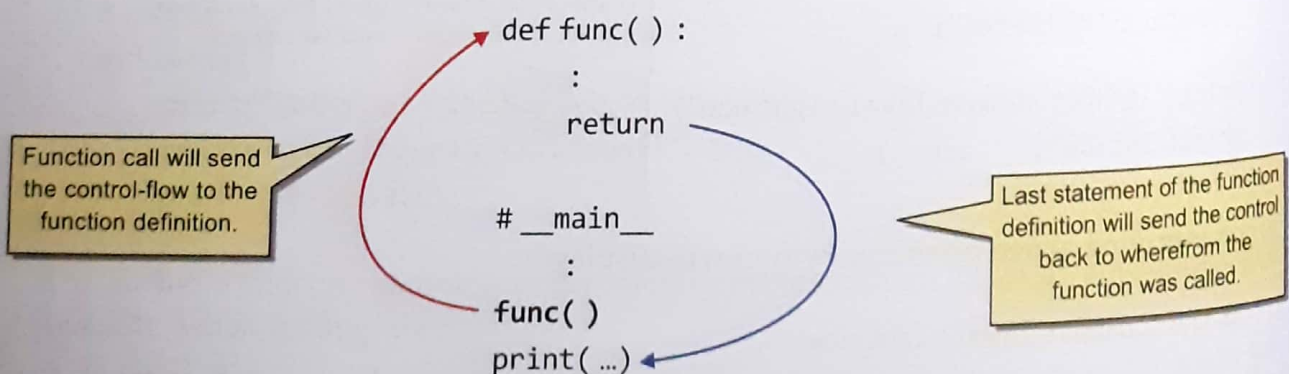 def func( ) :
:
return
Function call will send
the control-flow to the
function definition.
# __main__
:
func( )
print( … )
Last statement of the function
definition will send the control
back to wherefrom the
function was called.